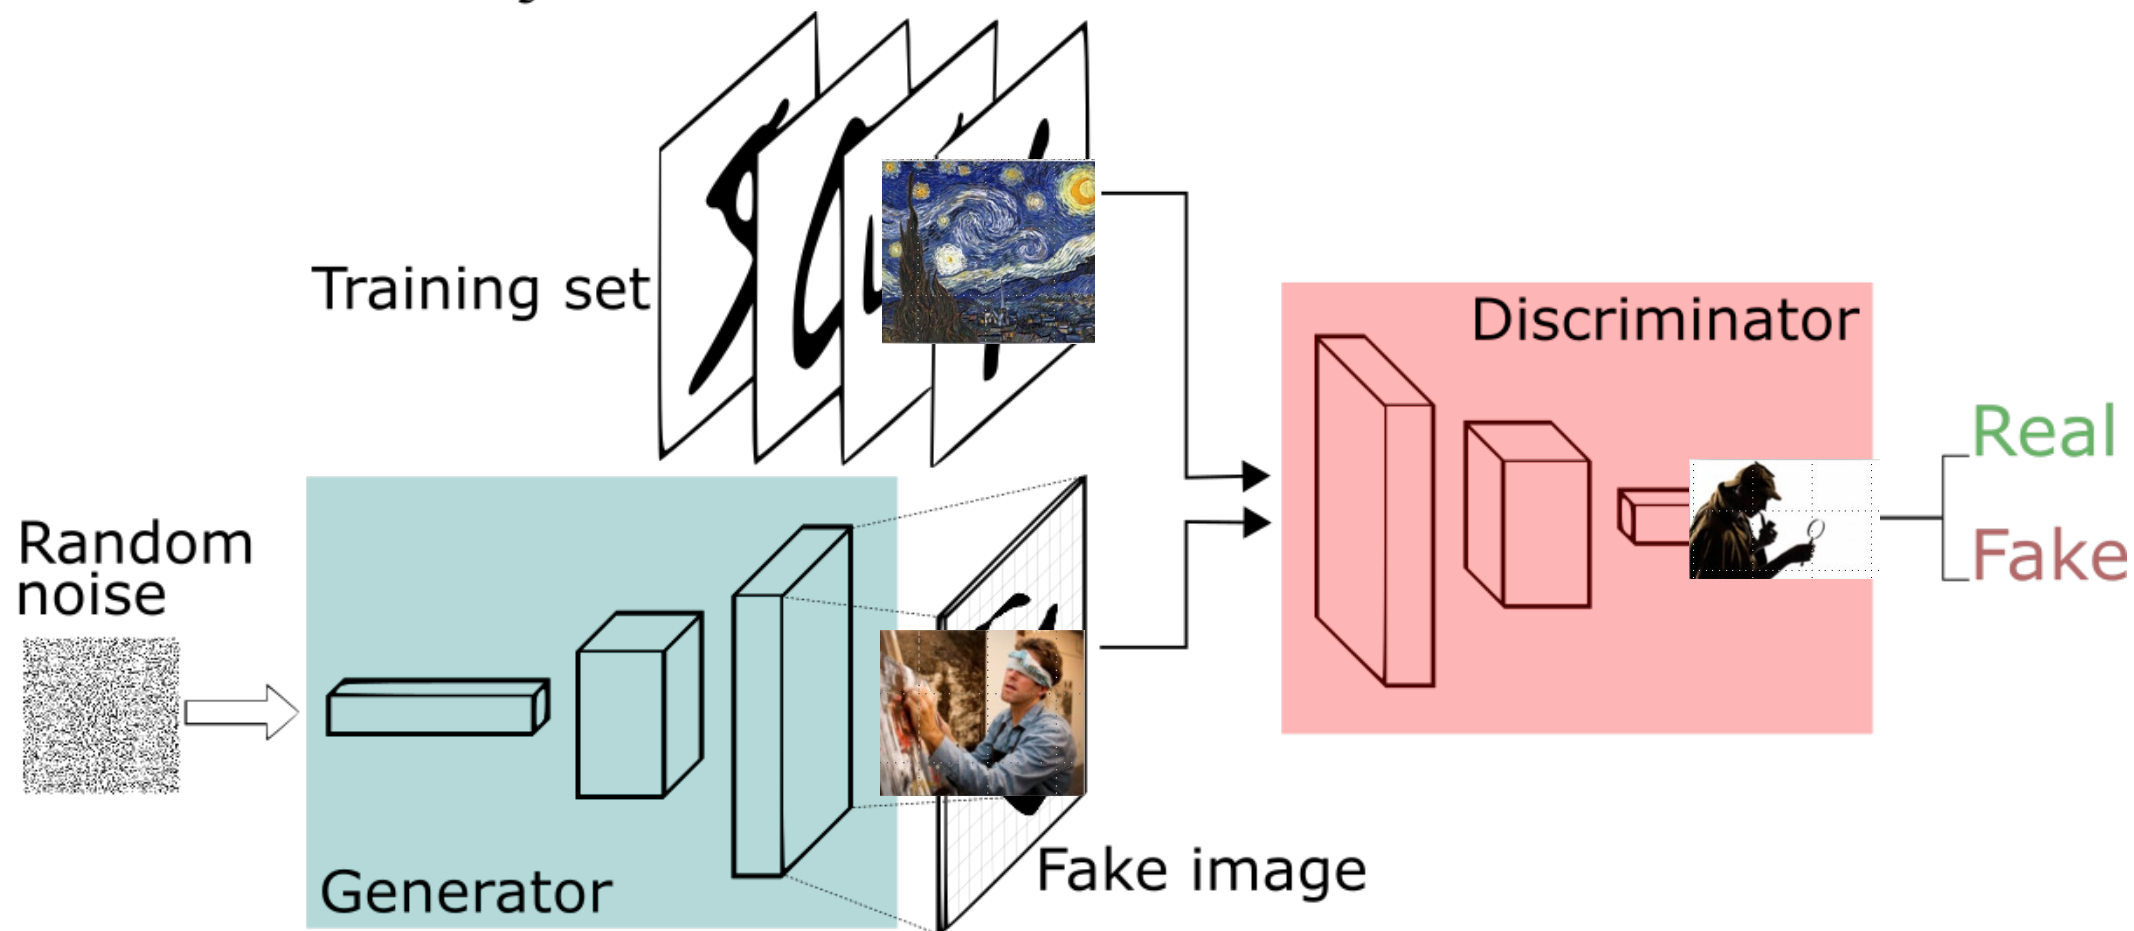 Training set
Discriminator
Real
Fake
Random
noise
Generator
Fake image